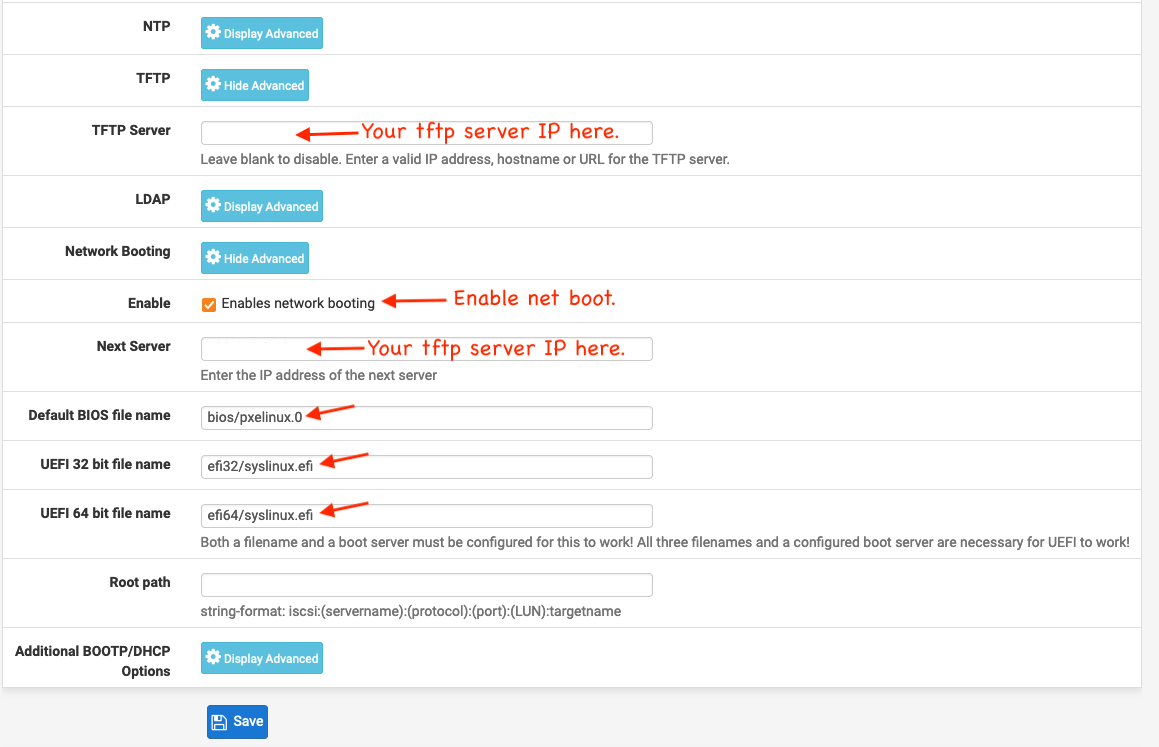 NTP
Display Advanced
TFTP
Hide Advanced
TFTP Server
Your tftp server IP here.
Leave blank to disable. Enter a valid IP address, hostname or URL for the TFTP server.
LDAP
Display Advanced
Network Booting
Hide Advanced
Enable
Enables network booting
Enable net boot.
Next Server
Your tftp server IP here.
Enter the IP address of the next server
Default BIOS file name
bios/pxelinux.0
UEFI 32 bit file name
efi32/syslinux.efi
UEFI 64 bit file name
efi64/syslinux.efi
Both a filename and a boot server must be configured for this to work! All three filenames and a configured boot server are necessary for UEFI to work!
Root path
string-format: iscsi:(servername):(protocol):(port):(LUN):targetname
Additional BOOTP/DHCP
Options
Display Advanced
Save